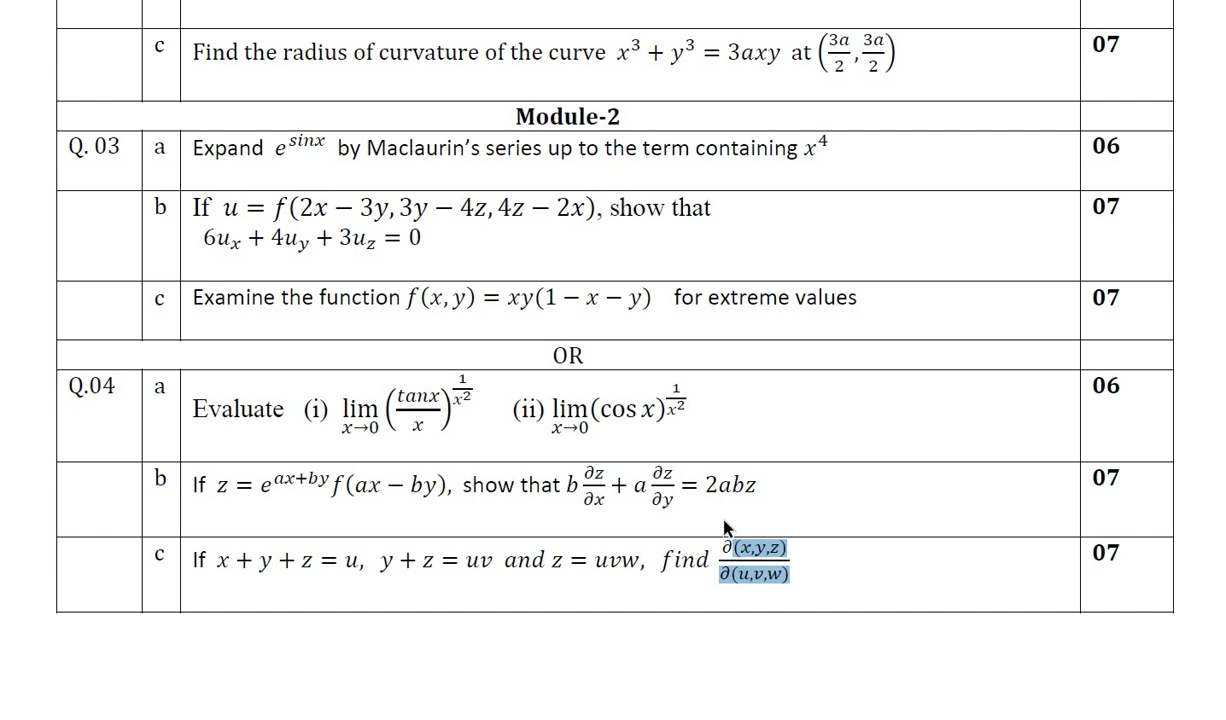 c Find the radius of curvature of the curve x³ + y³ = 3axy at (3a/2, 3a/2) 07
Module-2
Q. 03 a Expand e^sinx by Maclaurin's series up to the term containing x⁴ 06
b If u = f(2x − 3y, 3y − 4z, 4z − 2x), show that 07
6uₓ + 4u_y + 3u_z = 0
c Examine the function f(x, y) = xy(1 − x − y) for extreme values 07
OR
Q.04 a Evaluate (i) lim x→0 (tanx/x)^(1/x²) (ii) lim x→0 (cos x)^(1/x²) 06
b If z = e^(ax+by) f(ax − by), show that b ∂z/∂x + a ∂z/∂y = 2abz 07
c If x + y + z = u, y + z = uv and z = uvw, find ∂(x,y,z)/∂(u,v,w) 07